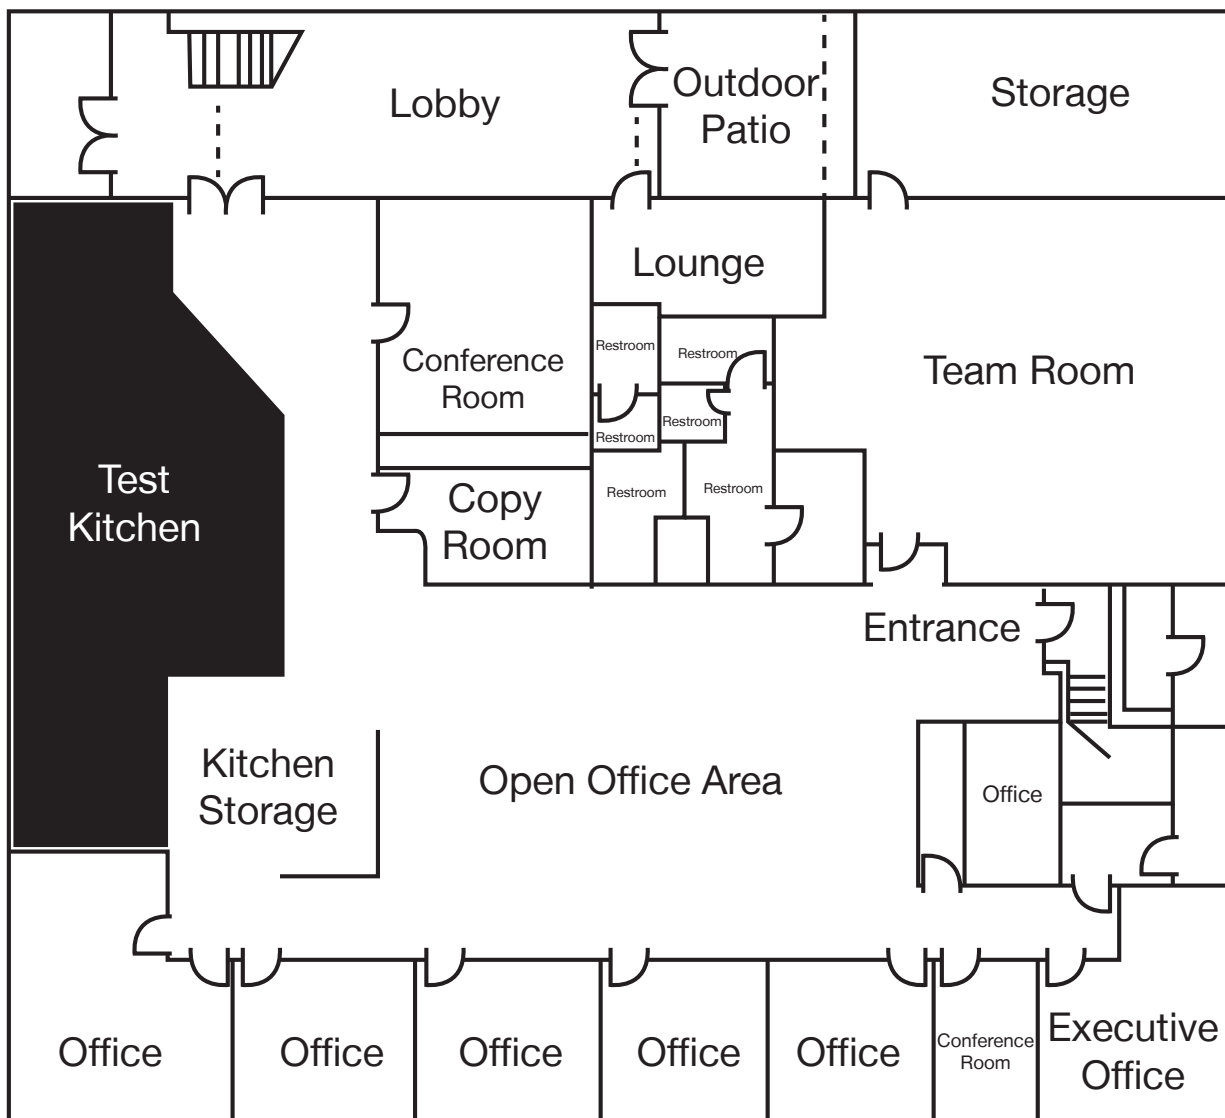 Lobby
Outdoor
Patio
Storage
Lounge
Restroom
Restroom
Conference
Room
Team Room
Restroom
Restroom
Test
Kitchen
Copy
Room
Restroom
Restroom
Entrance
Kitchen
Storage
Open Office Area
Office
Office
Office
Office
Office
Office
Conference
Room
Executive
Office